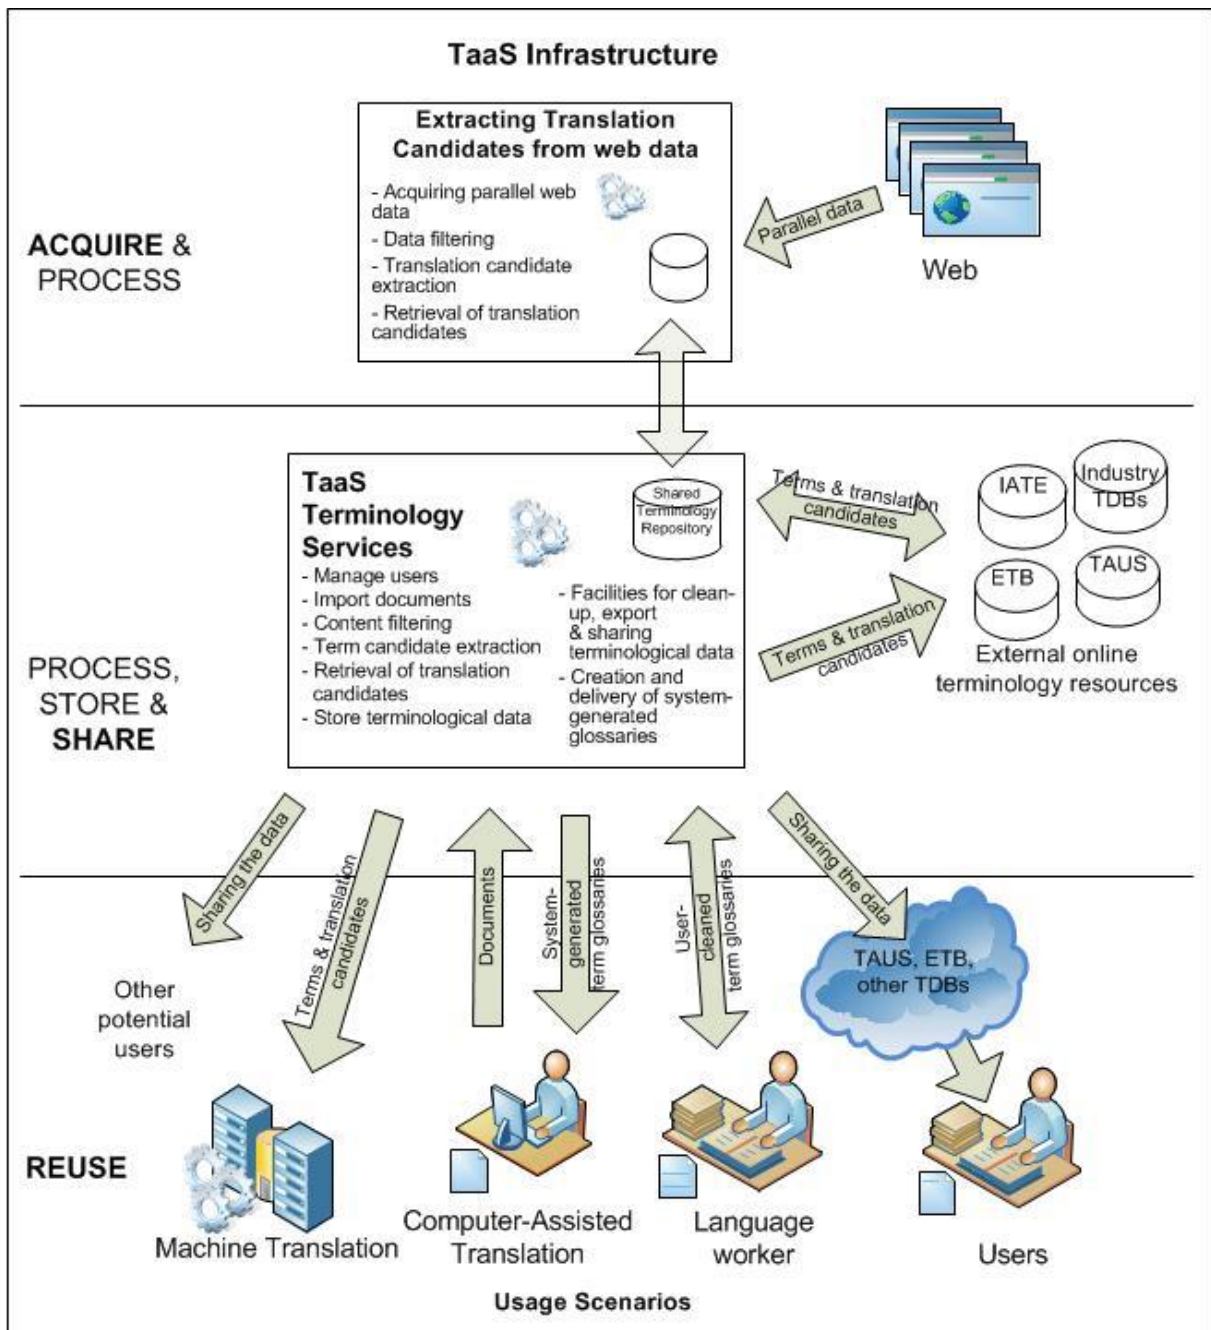 TaaS Infrastructure
Extracting Translation
Candidates from web data
- Acquiring parallel web
data
- Data filtering
- Translation candidate
extraction
- Retrieval of translation
candidates
Parallel data
Web
ACQUIRE &
PROCESS
TaaS
Terminology
Services
- Manage users
- Import documents
- Content filtering
- Term candidate extraction
- Retrieval of translation
candidates
- Store terminological data
Shared
Terminology
Repository
- Facilities for clean-
up, export
& sharing
terminological data
- Creation and
delivery of system-
generated
glossaries
Terms & translation
candidates
Terms & translation
candidates
IATE
Industry
TDBs
ETB
TAUS
External online
terminology resources
PROCESS,
STORE &
SHARE
Sharing the data
Terms & translation
candidates
Documents
System-
generated
term glossaries
User-
cleaned
term glossaries
Sharing the data
TAUS, ETB,
other TDBs
Other
potential
users
REUSE
Machine Translation
Computer-Assisted
Translation
Language
worker
Users
Usage Scenarios